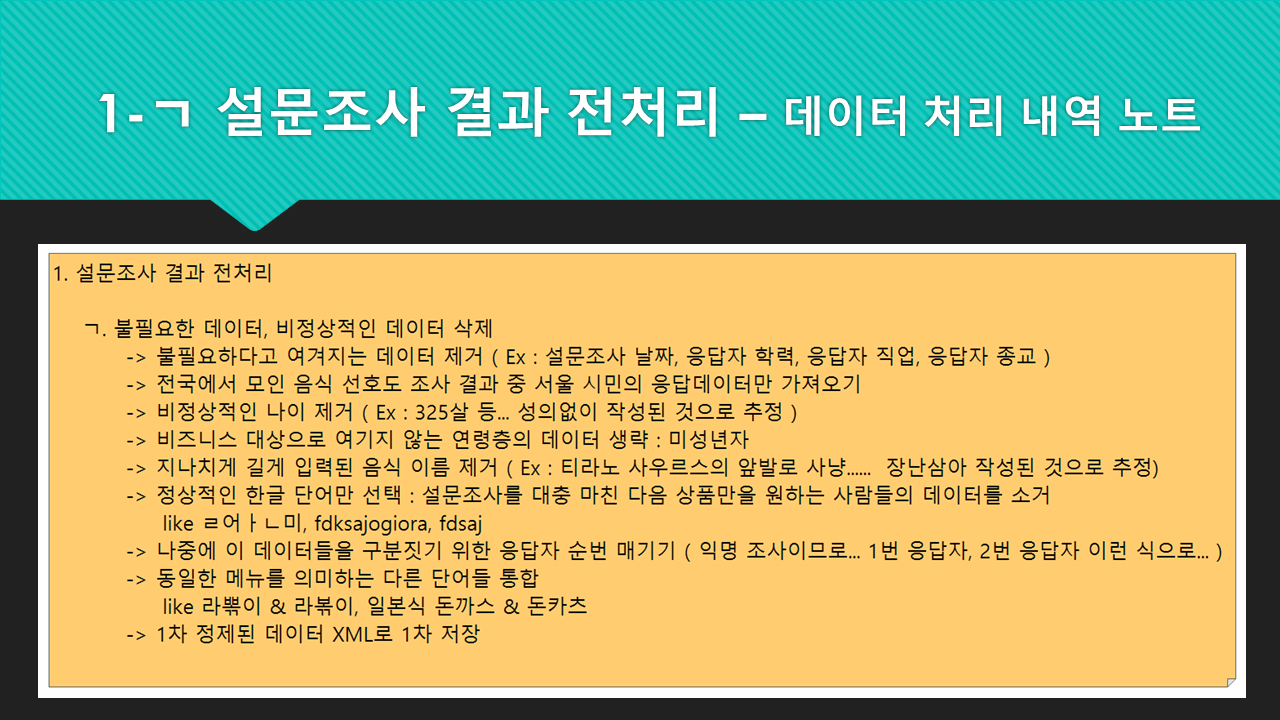 1-ㄱ 설문조사 결과 전처리 – 데이터 처리 내역 노트
1. 설문조사 결과 전처리
ㄱ. 불필요한 데이터, 비정상적인 데이터 삭제
-> 불필요하다고 여겨지는 데이터 제거 ( Ex : 설문조사 날짜, 응답자 학력, 응답자 직업, 응답자 종교 )
-> 전국에서 모인 음식 선호도 조사 결과 중 서울 시민의 응답데이터만 가져오기
-> 비정상적인 나이 제거 ( Ex : 325살 등... 성의없이 작성된 것으로 추정 )
-> 비즈니스 대상으로 여기지 않는 연령층의 데이터 생략 : 미성년자
-> 지나치게 길게 입력된 음식 이름 제거 ( Ex : 티라노 사우르스의 앞발로 사냥...... 장난삼아 작성된 것으로 추정)
-> 정상적인 한글 단어만 선택 : 설문조사를 대충 마친 다음 상품만을 원하는 사람들의 데이터를 소거
like ㄹ어ㅏㄴ미, fdksajogiora, fdsaj
-> 나중에 이 데이터들을 구분짓기 위한 응답자 순번 매기기 ( 익명 조사이므로... 1번 응답자, 2번 응답자 이런 식으로... )
-> 동일한 메뉴를 의미하는 다른 단어들 통합
like 라뽂이 & 라볶이, 일본식 돈까스 & 돈카츠
-> 1차 정제된 데이터 XML로 1차 저장